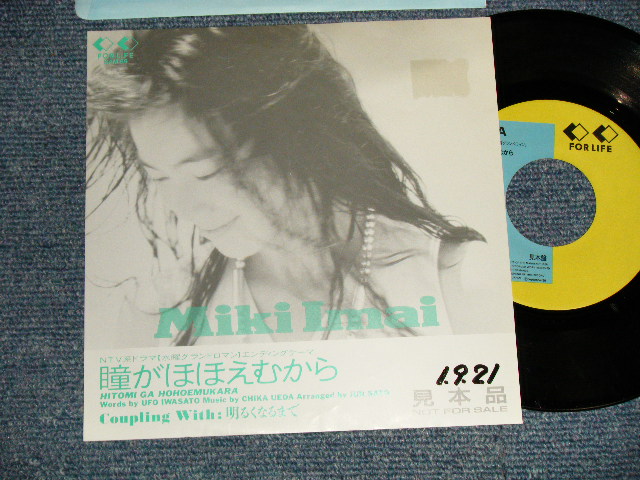 FOR LIFE
Miki Imai
NTV系ドラマ【水曜グランドロマン】エンディングテーマ
瞳がほほえむから
HITOMI GA HOHOEMUKARA
Words by UFO IWASATO Music by CHIKA UEDA Arranged by JUN SATO
Coupling With: 明るくなるまで
1.9.21
見本品
NOT FOR SALE
A
FOR LIFE
から
見本盤